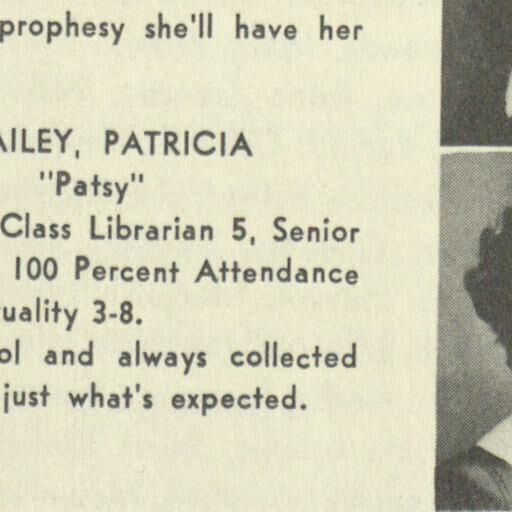 prophesy she'll have her
AILEY, PATRICIA
"Patsy"
Class Librarian 5, Senior
100 Percent Attendance
uality 3-8.
ol and always collected
just what's expected.